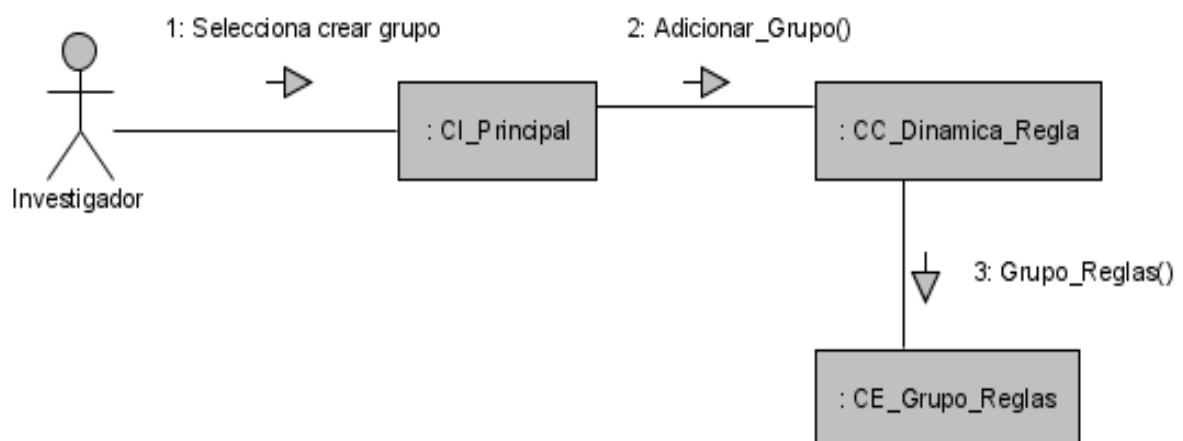 1: Selecciona crear grupo
2: Adicionar_Grupo()
: CI_Principal
: CC_Dinamica_Regla
Investigador
3: Grupo_Reglas()
: CE_Grupo_Reglas